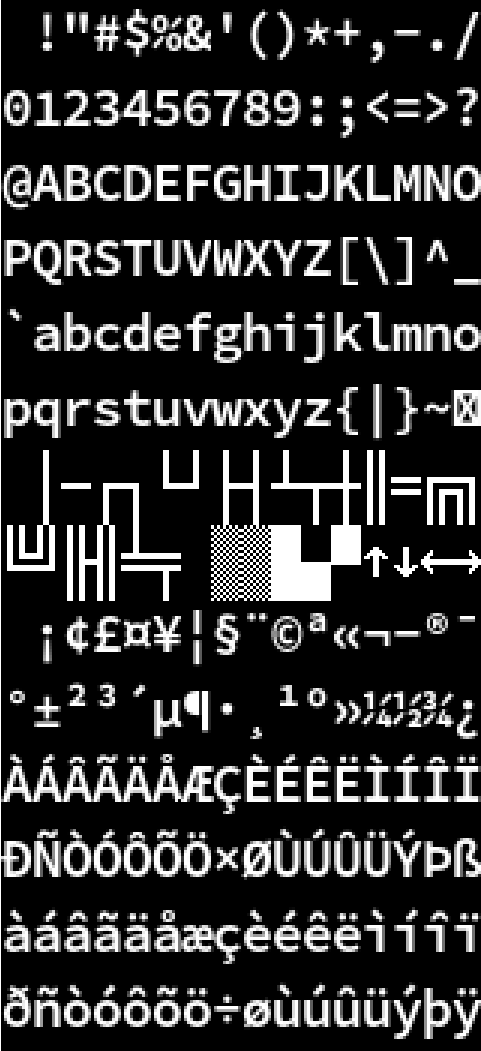 !"#$%&'()*+,-./
0123456789:;<=>?
@ABCDEFGHIJKLMNO
PQRSTUVWXYZ[\]^_
`abcdefghijklmno
pqrstuvwxyz{|}~
↑↓←→
¡¢£¤¥¦§¨©ª«¬-®¯
°±²³´µ¶·¸¹º»¼½¾¿
ÀÁÂÃÄÅÆÇÈÉÊËÌÍÎÏ
ÐÑÒÓÔÕÖ×ØÙÚÛÜÝÞß
àáâãäåæçèéêëìíîï
ðñòóôõö÷øùúûüýþÿ